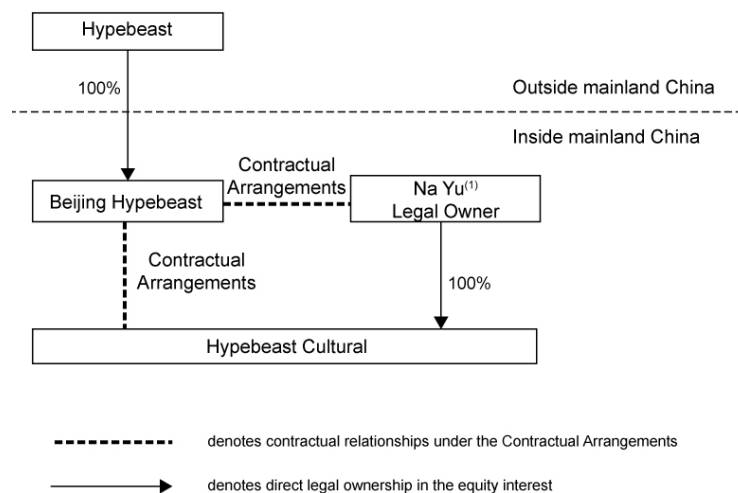 Hypebeast
100%
Outside mainland China
Inside mainland China
Contractual
Arrangements
Beijing Hypebeast
Na Yu(1)
Legal Owner
Contractual
Arrangements
100%
Hypebeast Cultural
denotes contractual relationships under the Contractual Arrangements
denotes direct legal ownership in the equity interest